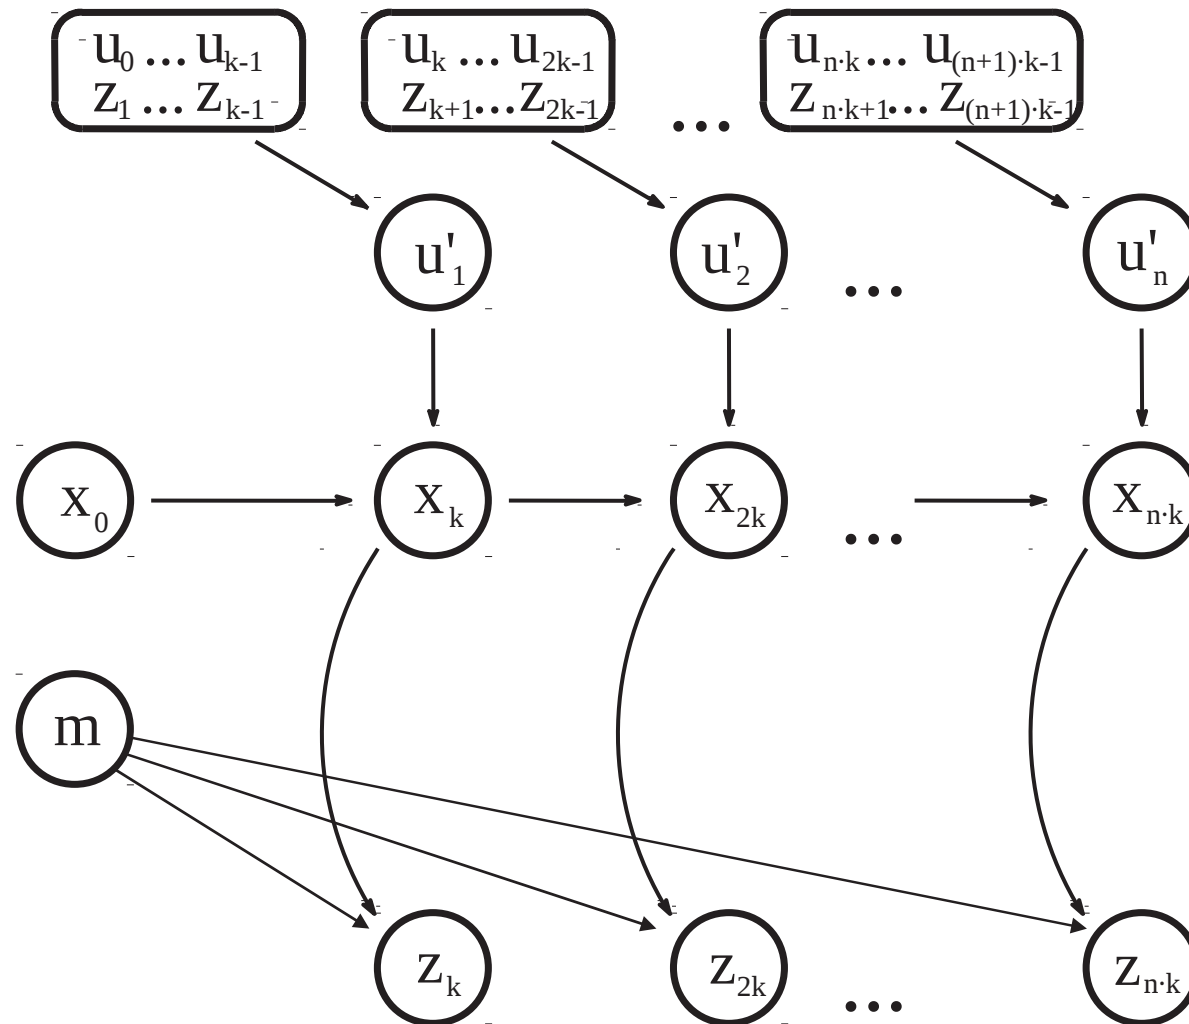 u0 ... uk-1
z1 ... zk-1
uk ... u2k-1
zk+1...z2k-1
...
un·k... u(n+1)·k-1
zn·k+1... z(n+1)·k-1
u'1
u'2
...
u'n
x0
xk
x2k
...
xn·k
m
zk
z2k
...
zn·k